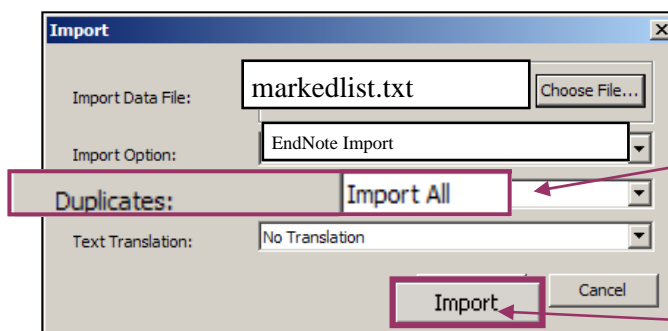 Import
Import Data File: markedlist.txt Choose File...
Import Option: EndNote Import
Duplicates: Import All
Text Translation: No Translation
Import Cancel